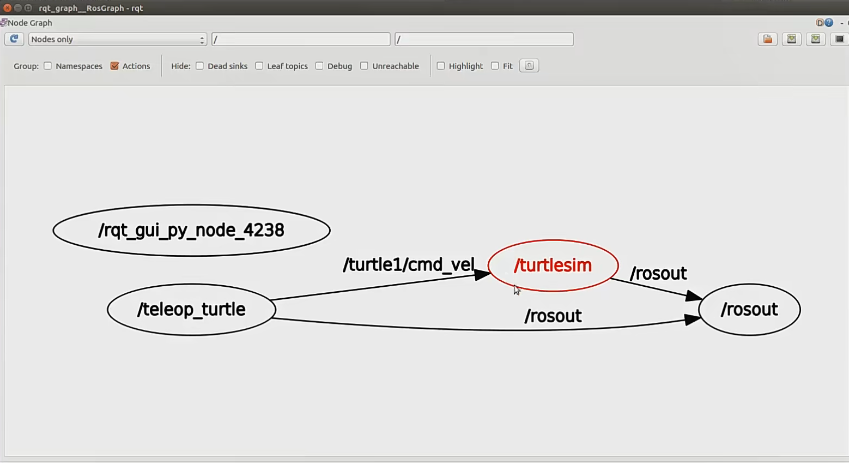 rqt_graph__RosGraph - rqt
Node Graph
Nodes only
/
/
Group: Namespaces Actions Hide: Dead sinks Leaf topics Debug Unreachable Highlight Fit
/rqt_gui_py_node_4238
/turtle1/cmd_vel
/turtlesim
/rosout
/teleop_turtle
/rosout
/rosout